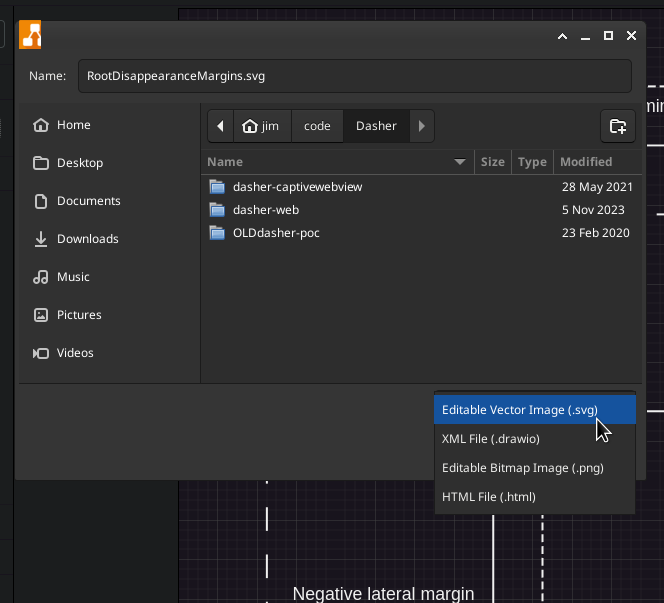 Name: RootDisappearanceMargins.svg
Home
Desktop
Documents
Downloads
Music
Pictures
Videos
jim code Dasher
Name Size Type Modified
dasher-captivewebview 28 May 2021
dasher-web 5 Nov 2023
OLDdasher-poc 23 Feb 2020
Editable Vector Image (.svg)
XML File (.drawio)
Editable Bitmap Image (.png)
HTML File (.html)
Negative lateral margin